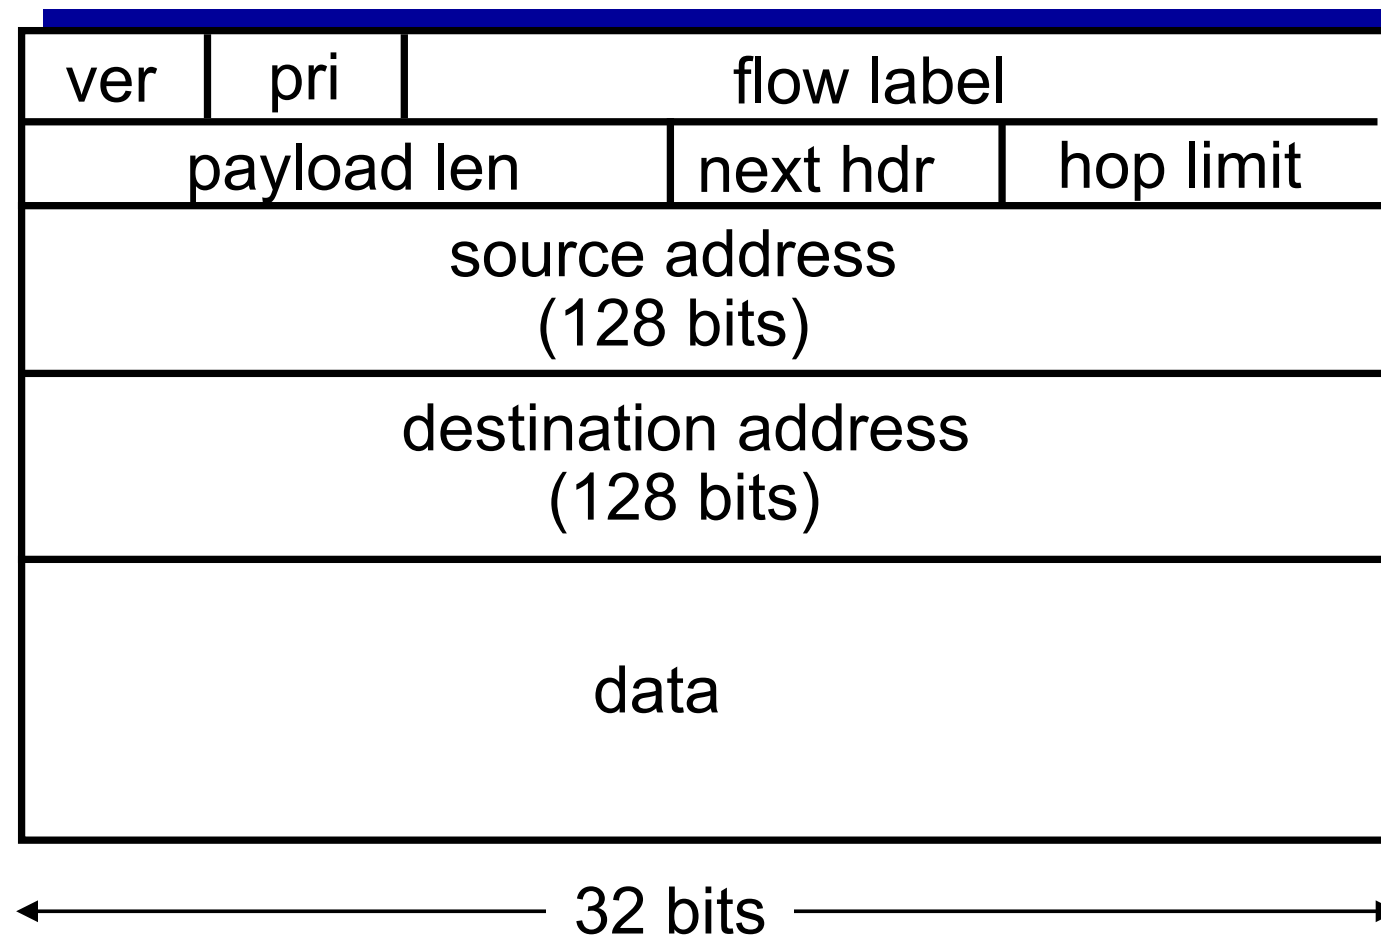 ver pri flow label
payload len next hdr hop limit
source address
(128 bits)
destination address
(128 bits)
data
32 bits